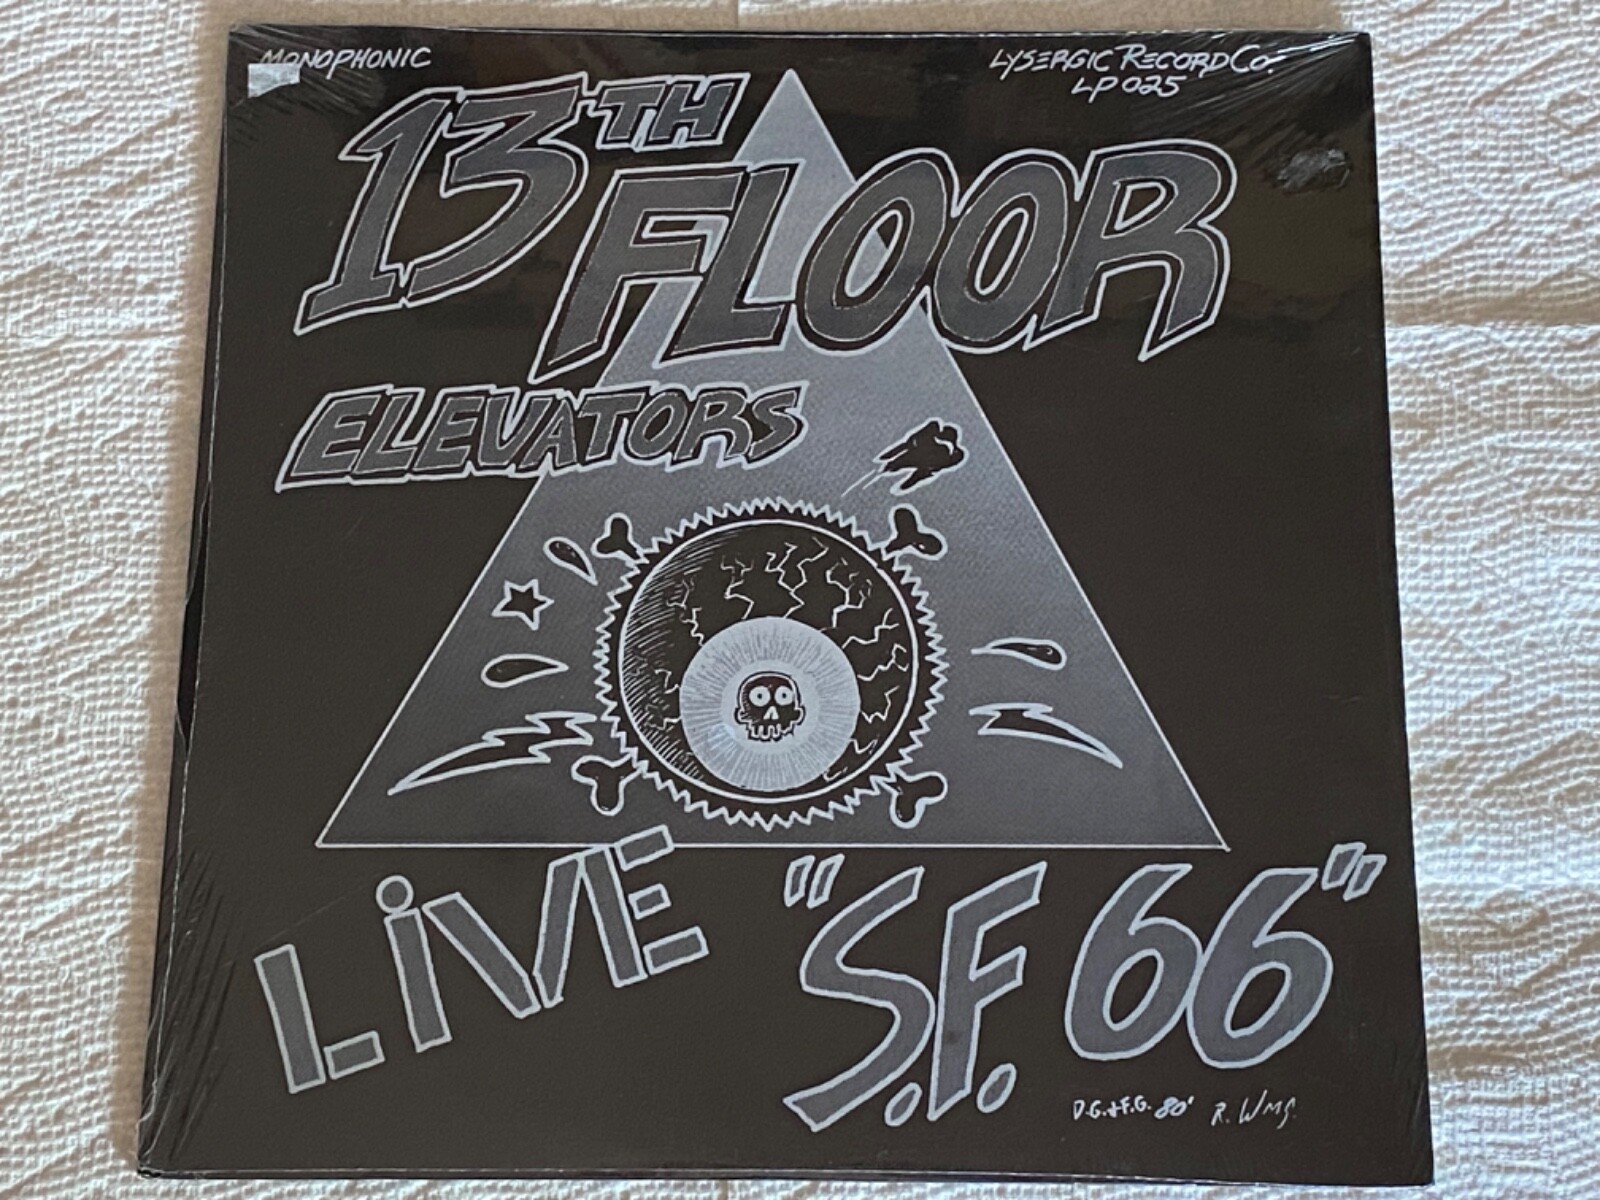 MONOPHONIC
LYSERGIC RECORD CO.
LP 025
13TH
FLOOR
ELEVATORS
LiVE "S.F. 66"
D.G.+F.G. 80' R. WMS.